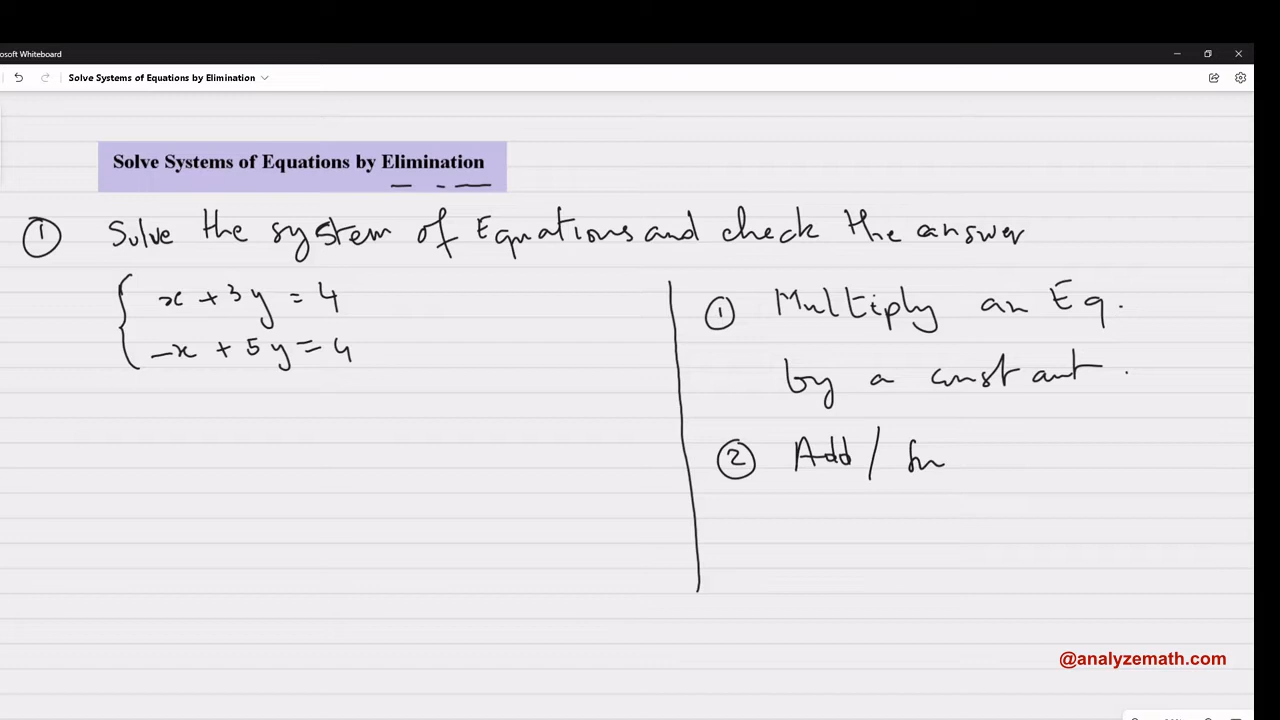 osoft Whiteboard
Solve Systems of Equations by Elimination
Solve Systems of Equations by Elimination
① Solve the system of Equations and check the answer
x + 3y = 4
-x + 5y = 4
① Multiply an Eq.
by a constant.
② Add /
@analyzemath.com